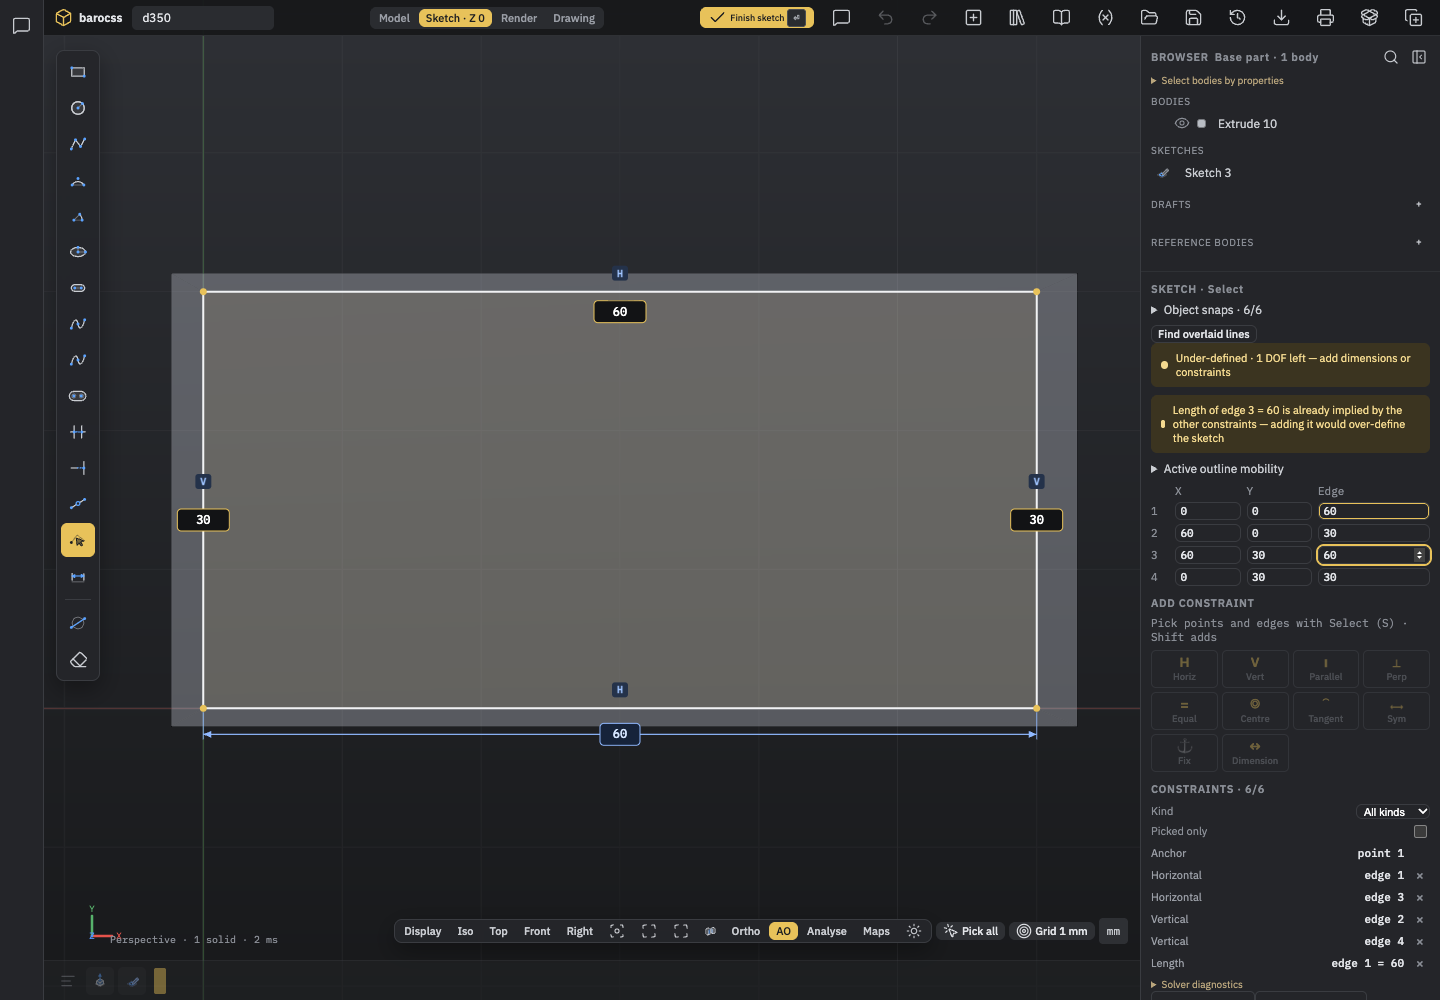 barocss
d350
Model
Sketch · Z 0
Render
Drawing
Finish sketch
BROWSER Base part · 1 body
Select bodies by properties
BODIES
Extrude 10
SKETCHES
Sketch 3
DRAFTS
+
REFERENCE BODIES
+
SKETCH · Select
Object snaps · 6/6
Find overlaid lines
Under-defined · 1 DOF left — add dimensions or
constraints
Length of edge 3 = 60 is already implied by the
other constraints — adding it would over-define
the sketch
Active outline mobility
X Y Edge
1 0 0 60
2 60 0 30
3 60 30 60
4 0 30 30
ADD CONSTRAINT
Pick points and edges with Select (S) ·
Shift adds
H V
Horiz Vert Parallel Perp
Equal Centre Tangent Sym
Fix Dimension
CONSTRAINTS · 6/6
Kind All kinds
Picked only
Anchor point 1
Horizontal edge 1 ×
Horizontal edge 3 ×
Vertical edge 2 ×
Vertical edge 4 ×
Length edge 1 = 60 ×
Solver diagnostics
H
60
V
30
V
30
H
60
Y
X
Z
Perspective · 1 solid · 2 ms
Display
Iso
Top
Front
Right
Ortho
AO
Analyse
Maps
Pick all
Grid 1 mm
mm